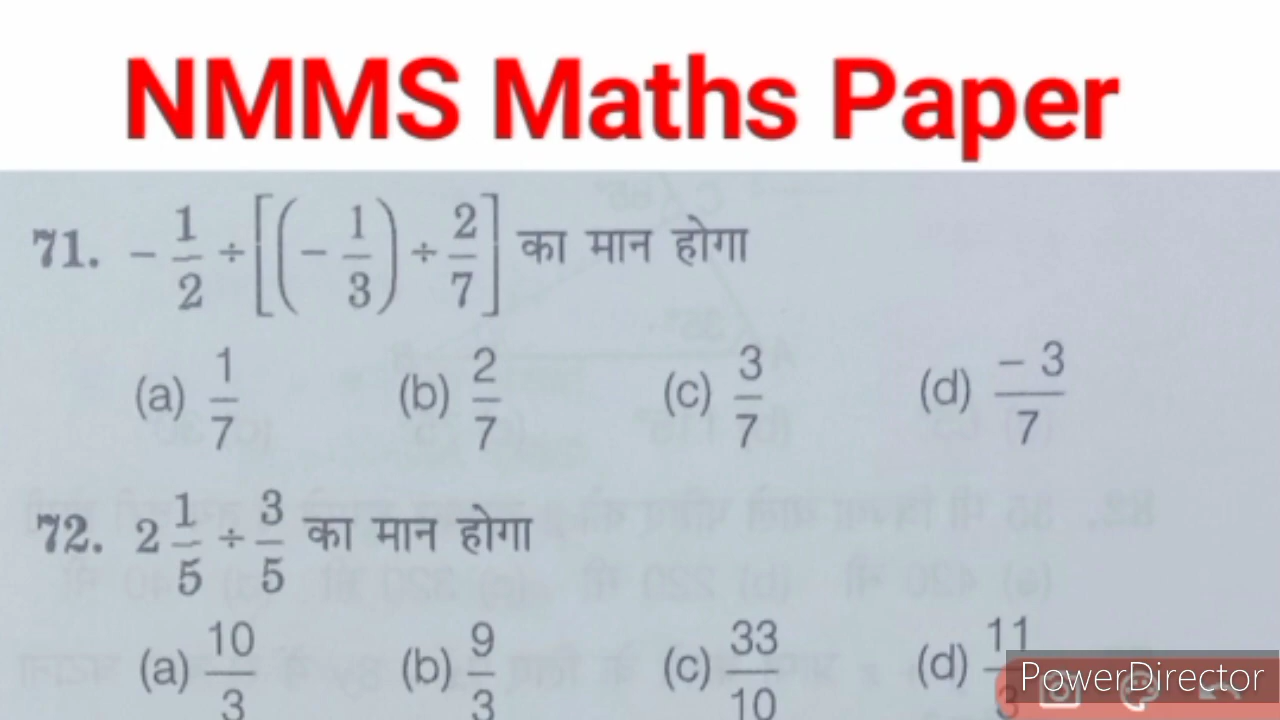 NMMS Maths Paper
71. - 1/2 ÷ [(- 1/3) ÷ 2/7] का मान होगा
(a) 1/7 (b) 2/7 (c) 3/7 (d) -3/7
72. 2 1/5 ÷ 3/5 का मान होगा
(a) 10/3 (b) 9/3 (c) 33/10 (d) 11/3
PowerDirector